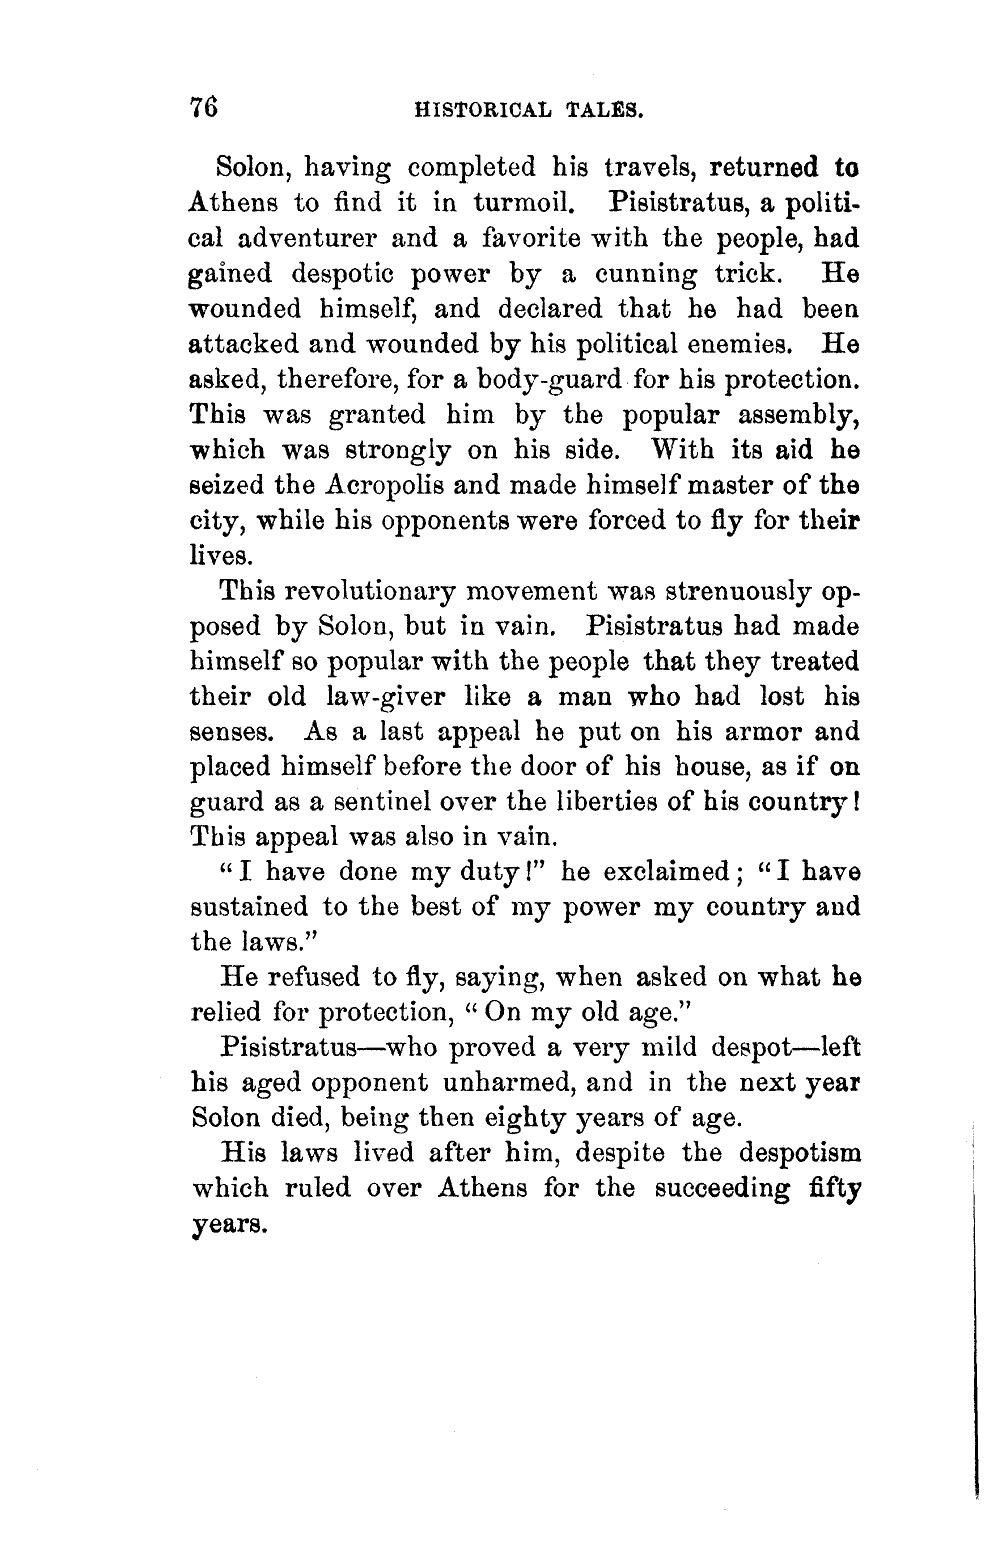 76 HISTORICAL TALES.
Solon, having completed his travels, returned to
Athens to find it in turmoil. Pisistratus, a politi-
cal adventurer and a favorite with the people, had
gained despotic power by a cunning trick. He
wounded himself, and declared that he had been
attacked and wounded by his political enemies. He
asked, therefore, for a body-guard for his protection.
This was granted him by the popular assembly,
which was strongly on his side. With its aid he
seized the Acropolis and made himself master of the
city, while his opponents were forced to fly for their
lives.
This revolutionary movement was strenuously op-
posed by Solon, but in vain. Pisistratus had made
himself so popular with the people that they treated
their old law-giver like a man who had lost his
senses. As a last appeal he put on his armor and
placed himself before the door of his house, as if on
guard as a sentinel over the liberties of his country!
This appeal was also in vain.
“I have done my duty!” he exclaimed; “I have
sustained to the best of my power my country and
the laws.”
He refused to fly, saying, when asked on what he
relied for protection, “On my old age.”
Pisistratus—who proved a very mild despot—left
his aged opponent unharmed, and in the next year
Solon died, being then eighty years of age.
His laws lived after him, despite the despotism
which ruled over Athens for the succeeding fifty
years.